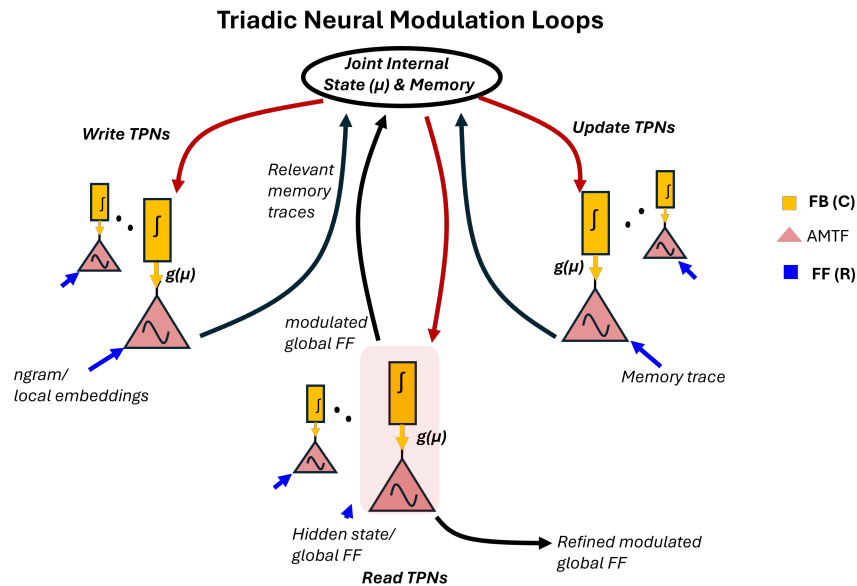 Triadic Neural Modulation Loops
Joint Internal
State (μ) & Memory
Write TPNs
Update TPNs
Relevant
memory
traces
∫
∫
∫
∫
FB (C)
AMTF
FF (R)
g(μ)
g(μ)
modulated
global FF
ngram/
local embeddings
Memory trace
∫
∫
g(μ)
Hidden state/
global FF
Refined modulated
global FF
Read TPNs